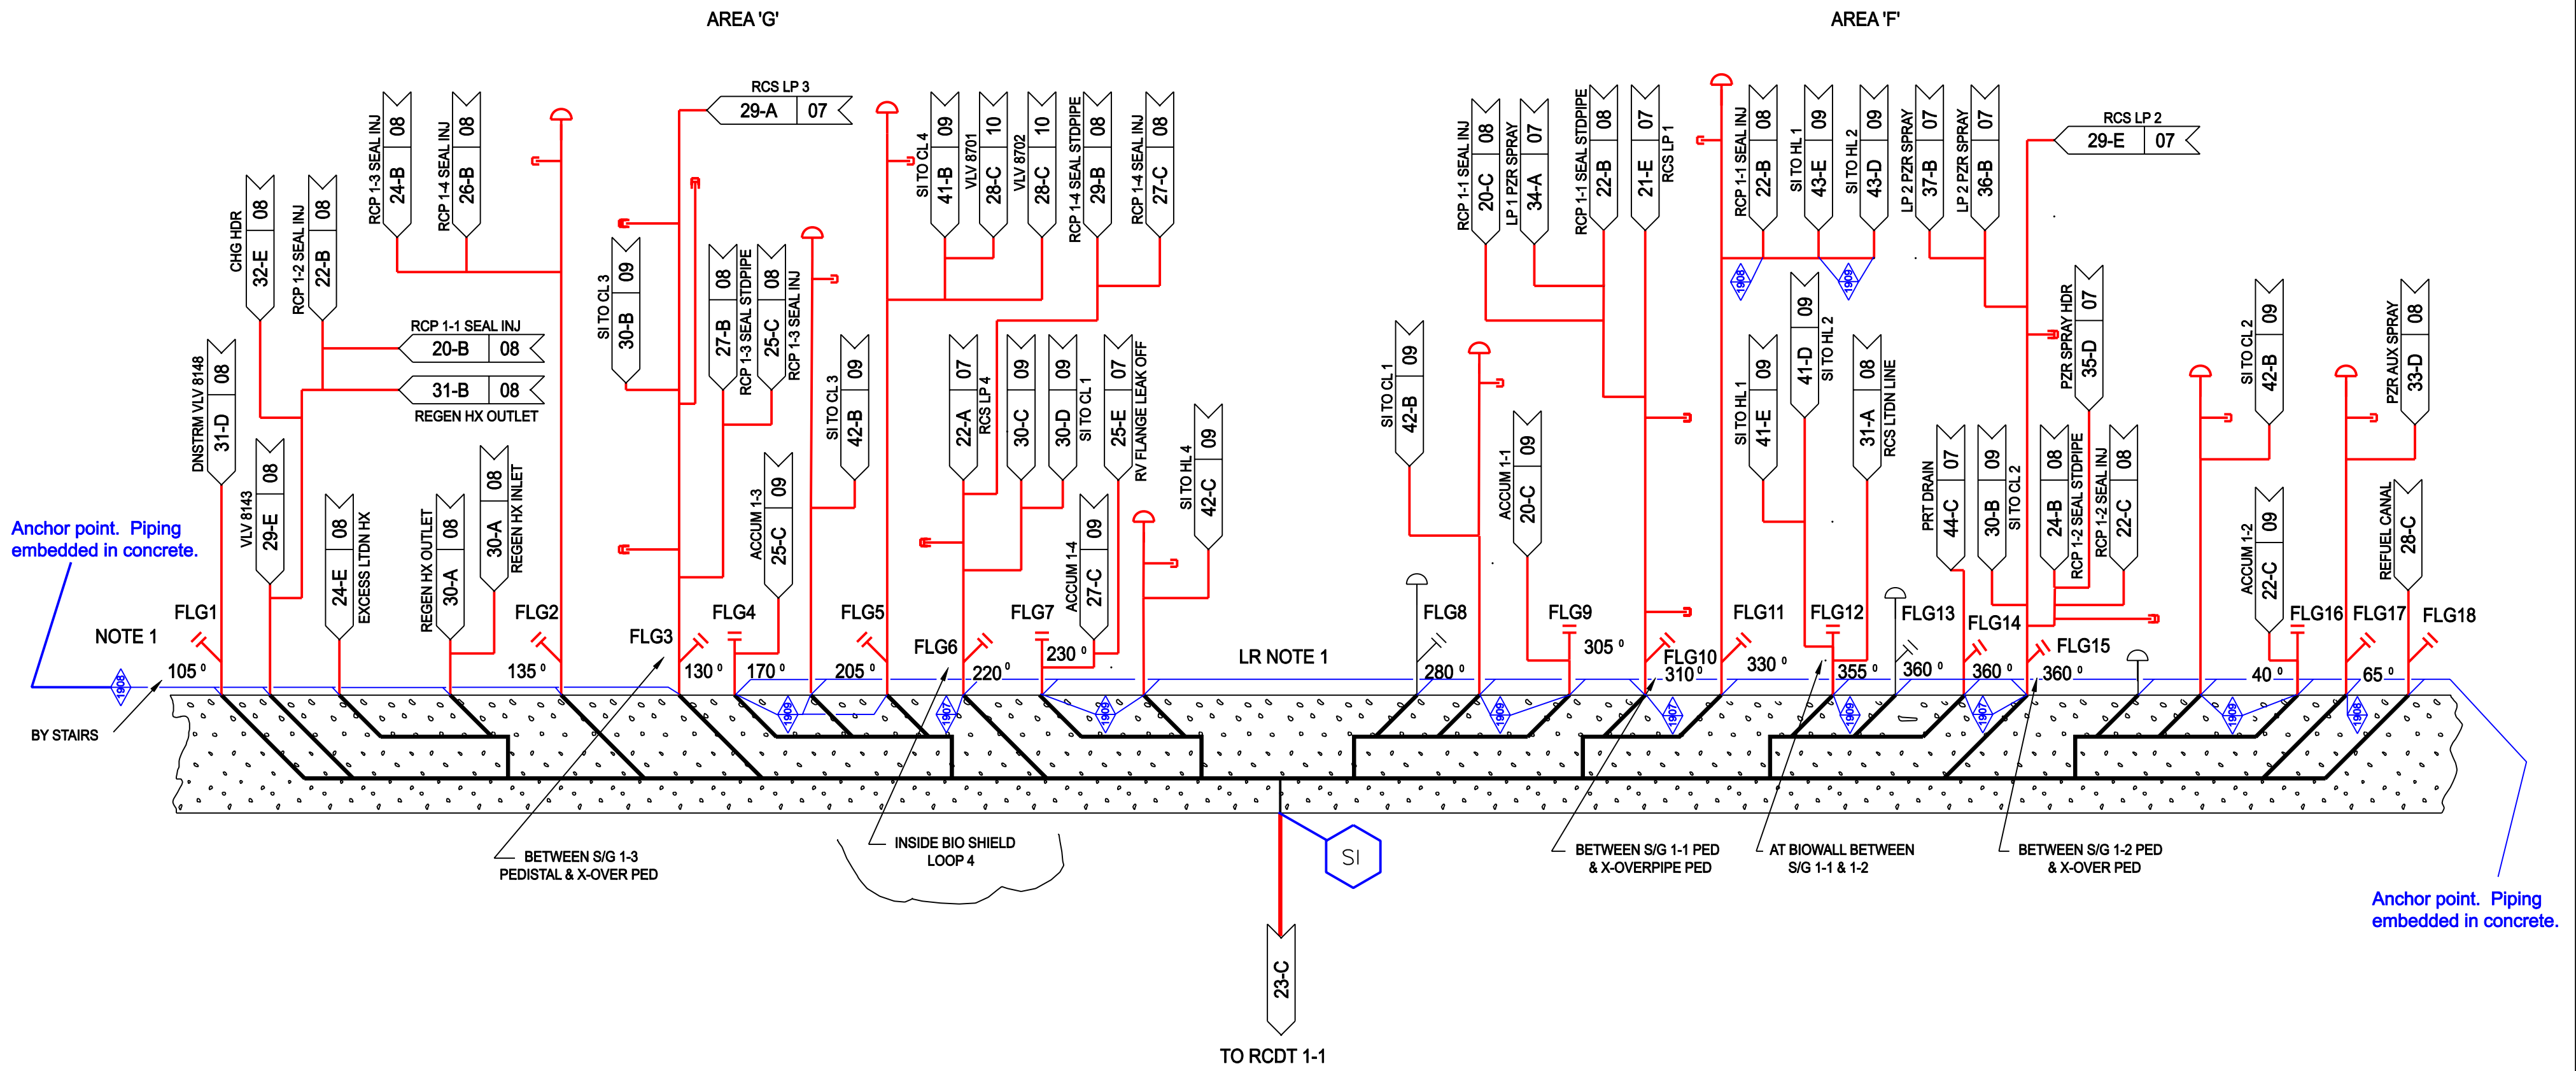 AREA 'G'
AREA 'F'
DNSTRM VLV 8148
31-D 08
CHG HDR
32-E 08
VLV 8143
29-E 08
RCP 1-2 SEAL INJ
22-B 08
RCP 1-1 SEAL INJ
20-B 08
31-B 08
REGEN HX OUTLET
24-E 08
EXCESS LTDN HX
RCP 1-3 SEAL INJ
24-B 08
RCP 1-4 SEAL INJ
26-B 08
REGEN HX OUTLET
30-A 08
30-A 08
REGEN HX INLET
RCS LP 3
29-A 07
SI TO CL 3
30-B 09
27-B 08
RCP 1-3 SEAL STDPIPE
25-C 08
RCP 1-3 SEAL INJ
ACCUM 1-3
25-C 09
SI TO CL 3
42-B 09
SI TO CL 4
41-B 09
VLV 8701
28-C 10
VLV 8702
28-C 10
RCP 1-4 SEAL STDPIPE
29-B 08
RCP 1-4 SEAL INJ
27-C 08
22-A 07
RCS LP 4
30-C 09
30-D 09
SI TO CL 1
25-E 07
RV FLANGE LEAK OFF
ACCUM 1-4
27-C 09
SI TO HL 4
42-C 09
SI TO CL 1
42-B 09
RCP 1-1 SEAL INJ
20-C 08
LP 1 PZR SPRAY
34-A 07
RCP 1-1 SEAL STDPIPE
22-B 08
21-E 07
RCS LP 1
ACCUM 1-1
20-C 09
RCP 1-1 SEAL INJ
22-B 08
SI TO HL 1
43-E 09
SI TO HL 2
43-D 09
LP 2 PZR SPRAY
37-B 07
LP 2 PZR SPRAY
36-B 07
RCS LP 2
29-E 07
SI TO HL 1
41-E 09
41-D 09
SI TO HL 2
31-A 08
RCS LTDN LINE
PRT DRAIN
44-C 07
30-B 09
SI TO CL 2
PZR SPRAY HDR
35-D 07
24-B 08
RCP 1-2 SEAL STDPIPE
RCP 1-2 SEAL INJ
22-C 08
SI TO CL 2
42-B 09
ACCUM 1-2
22-C 09
PZR AUX SPRAY
33-D 08
REFUEL CANAL
28-C
1908
1909
Anchor point. Piping
embedded in concrete.
NOTE 1
BY STAIRS
FLG1
FLG2
FLG3
FLG4
FLG5
FLG6
FLG7
FLG8
FLG9
FLG10
FLG11
FLG12
FLG13
FLG14
FLG15
FLG16
FLG17
FLG18
LR NOTE 1
105 º
135 º
130 º
170 º
205 º
220 º
230 º
280 º
305 º
310 º
330 º
355 º
360 º
360 º
360 º
40 º
65 º
1908
1909
1907
1909
1909
1907
1909
1907
1909
1908
BETWEEN S/G 1-3
PEDISTAL & X-OVER PED
INSIDE BIO SHIELD
LOOP 4
SI
BETWEEN S/G 1-1 PED
& X-OVERPIPE PED
AT BIOWALL BETWEEN
S/G 1-1 & 1-2
BETWEEN S/G 1-2 PED
& X-OVER PED
Anchor point. Piping
embedded in concrete.
23-C
TO RCDT 1-1